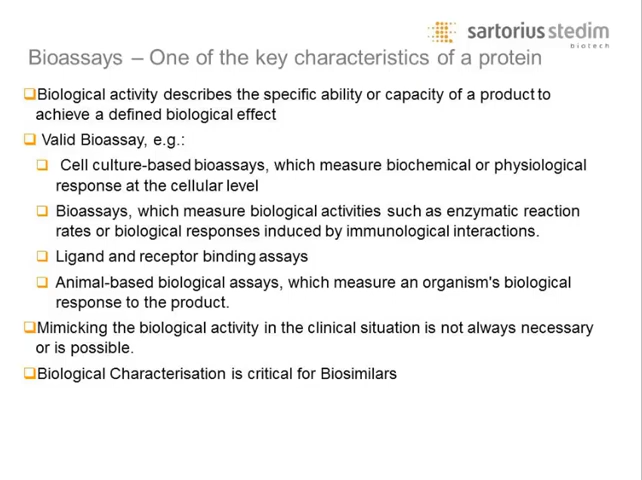 sartorius stedim
biotech
Bioassays – One of the key characteristics of a protein
Biological activity describes the specific ability or capacity of a product to
achieve a defined biological effect
Valid Bioassay, e.g.:
Cell culture-based bioassays, which measure biochemical or physiological
response at the cellular level
Bioassays, which measure biological activities such as enzymatic reaction
rates or biological responses induced by immunological interactions.
Ligand and receptor binding assays
Animal-based biological assays, which measure an organism's biological
response to the product.
Mimicking the biological activity in the clinical situation is not always necessary
or is possible.
Biological Characterisation is critical for Biosimilars